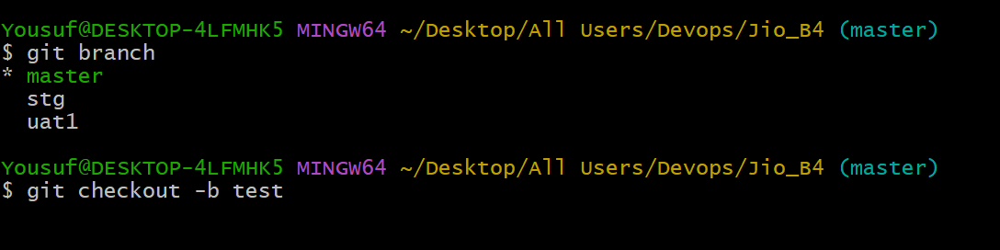 Yousuf@DESKTOP-4LFMHK5 MINGW64 ~/Desktop/All Users/Devops/Jio_B4 (master)
$ git branch
* master
  stg
  uat1
Yousuf@DESKTOP-4LFMHK5 MINGW64 ~/Desktop/All Users/Devops/Jio_B4 (master)
$ git checkout -b test